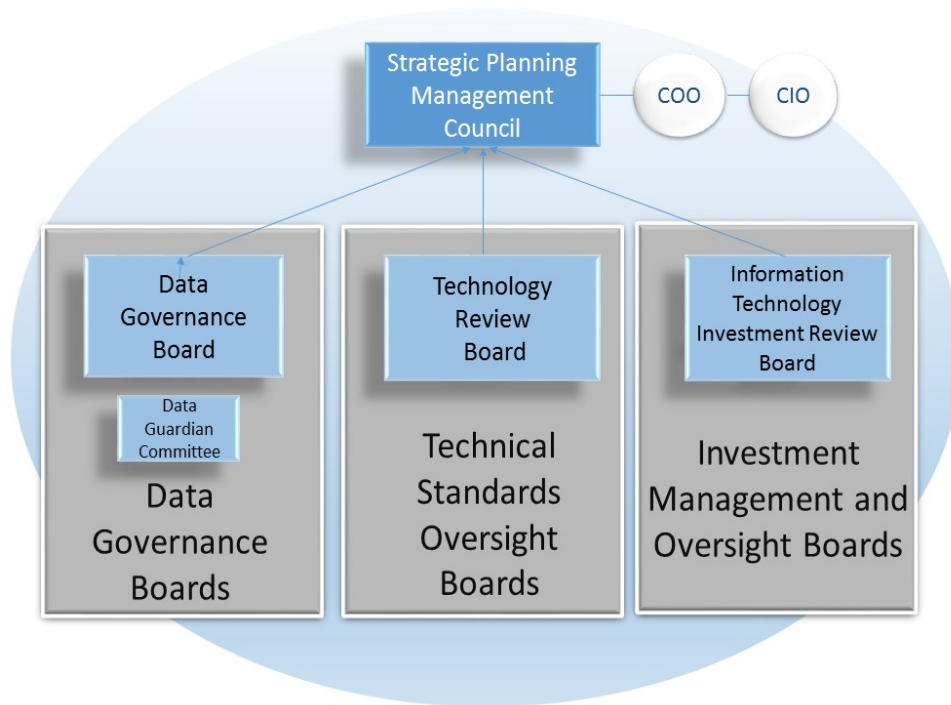 Strategic Planning
Management
Council
COO
CIO
Data
Governance
Board
Data
Guardian
Committee
Data
Governance
Boards
Technology
Review
Board
Technical
Standards
Oversight
Boards
Information
Technology
Investment Review
Board
Investment
Management and
Oversight Boards